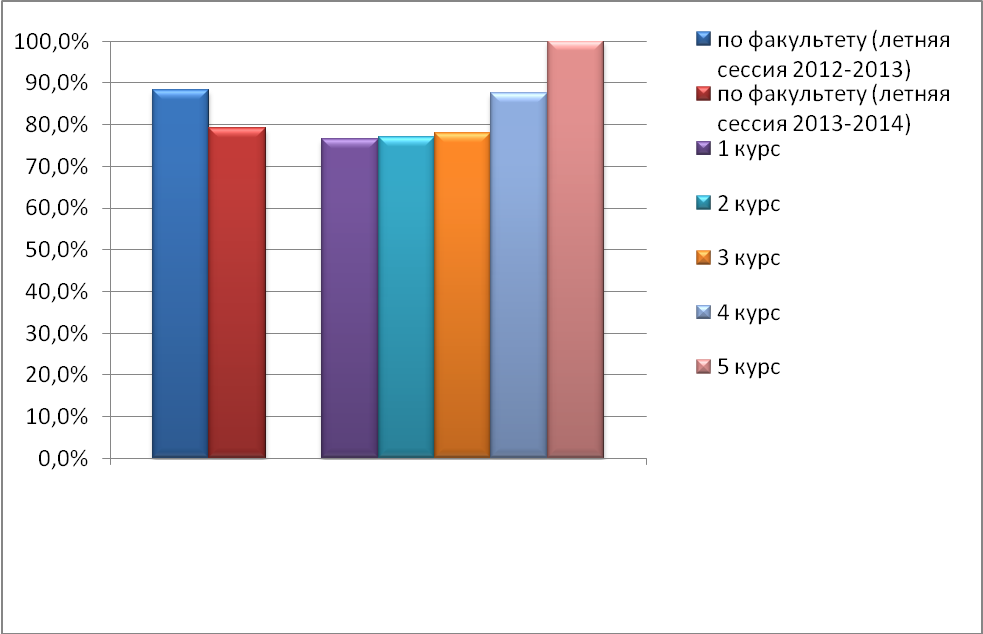 100,0%
90,0%
80,0%
70,0%
60,0%
50,0%
40,0%
30,0%
20,0%
10,0%
0,0%
по факультету (летняя
сессия 2012-2013)
по факультету (летняя
сессия 2013-2014)
1 курс
2 курс
3 курс
4 курс
5 курс